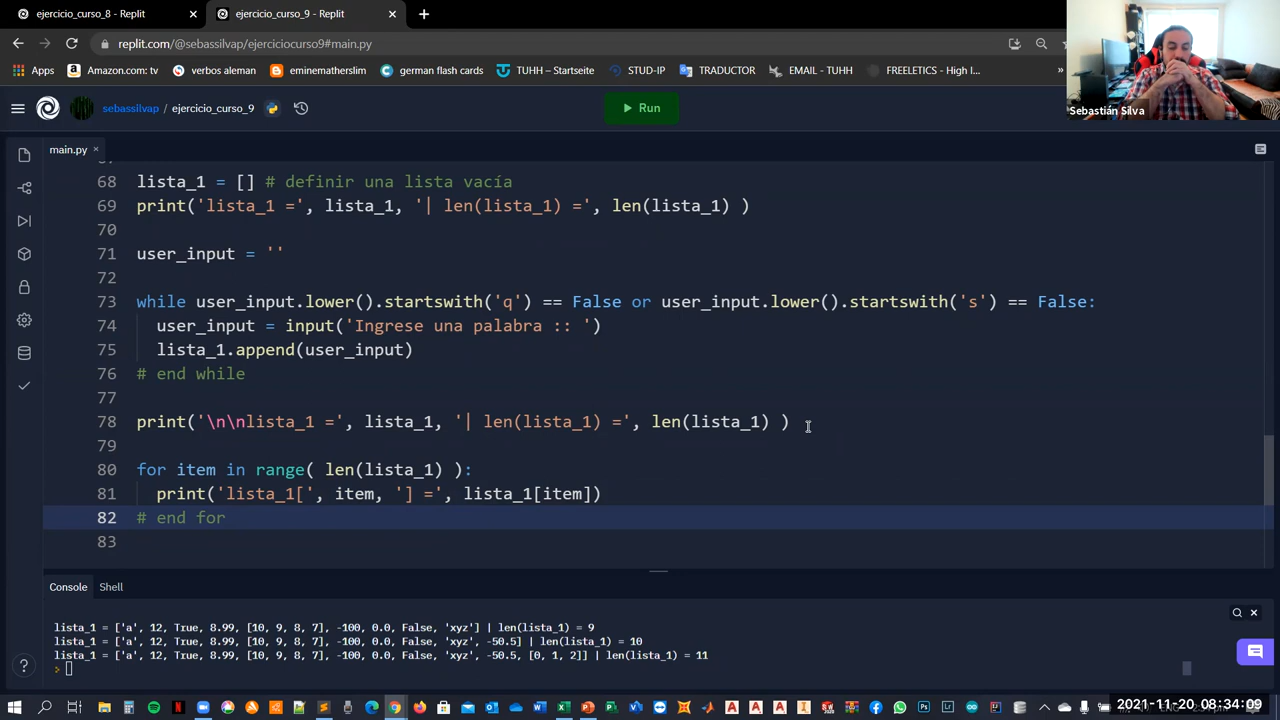 ejercicio_curso_8 - Replit
ejercicio_curso_9 - Replit
replit.com/@sebassilvap/ejerciciocurso9#main.py
Apps Amazon.com: tv verbos aleman eminemathersIim german flash cards TUHH – Startseite STUD-IP TRADUCTOR EMAIL - TUHH FREELETICS - High I... »
Sebastián Silva
sebassilvap / ejercicio_curso_9
Run
main.py
68 lista_1 = [] # definir una lista vacía
69 print('lista_1 =', lista_1, '| len(lista_1) =', len(lista_1) )
70
71 user_input = ''
72
73 while user_input.lower().startswith('q') == False or user_input.lower().startswith('s') == False:
74 user_input = input('Ingrese una palabra :: ')
75 lista_1.append(user_input)
76 # end while
77
78 print('\n\nlista_1 =', lista_1, '| len(lista_1) =', len(lista_1) )
79
80 for item in range( len(lista_1) ):
81 print('lista_1[', item, '] =', lista_1[item])
82 # end for
83
Console Shell
lista_1 = ['a', 12, True, 8.99, [10, 9, 8, 7], -100, 0.0, False, 'xyz'] | len(lista_1) = 9
lista_1 = ['a', 12, True, 8.99, [10, 9, 8, 7], -100, 0.0, False, 'xyz', -50.5] | len(lista_1) = 10
lista_1 = ['a', 12, True, 8.99, [10, 9, 8, 7], -100, 0.0, False, 'xyz', -50.5, [0, 1, 2]] | len(lista_1) = 11
2021-11-20 08:34:09